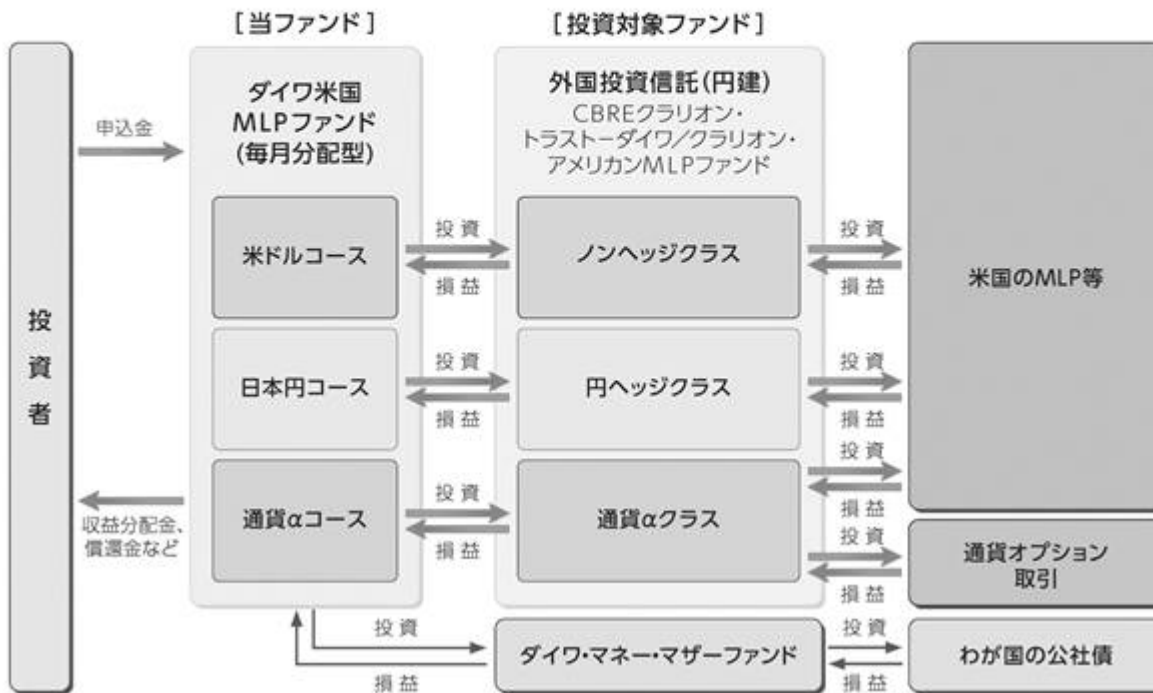 [当ファンド]
[投資対象ファンド]
投資者
申込金
収益分配金、
償還金など
ダイワ米国
MLPファンド
(毎月分配型)
米ドルコース
日本円コース
通貨αコース
投資
損益
投資
損益
投資
損益
投資
損益
外国投資信託(円建)
CBREクラリオン・
トラストーダイワ/クラリオン・
アメリカンMLPファンド
ノンヘッジクラス
円ヘッジクラス
通貨αクラス
ダイワ・マネー・マザーファンド
投資
損益
投資
損益
投資
損益
投資
損益
投資
損益
米国のMLP等
通貨オプション
取引
わが国の公社債